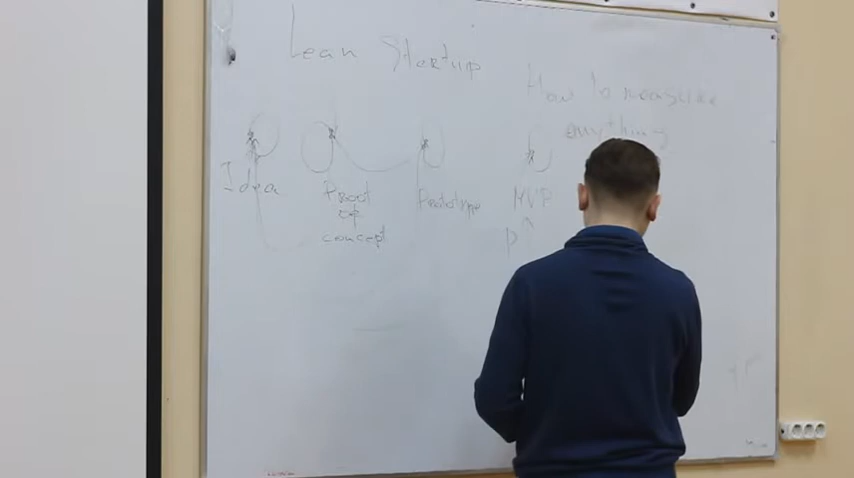 Lean Startup
How to measure
anything
Idea
Proof
of
concept
Prototype
MVP
P